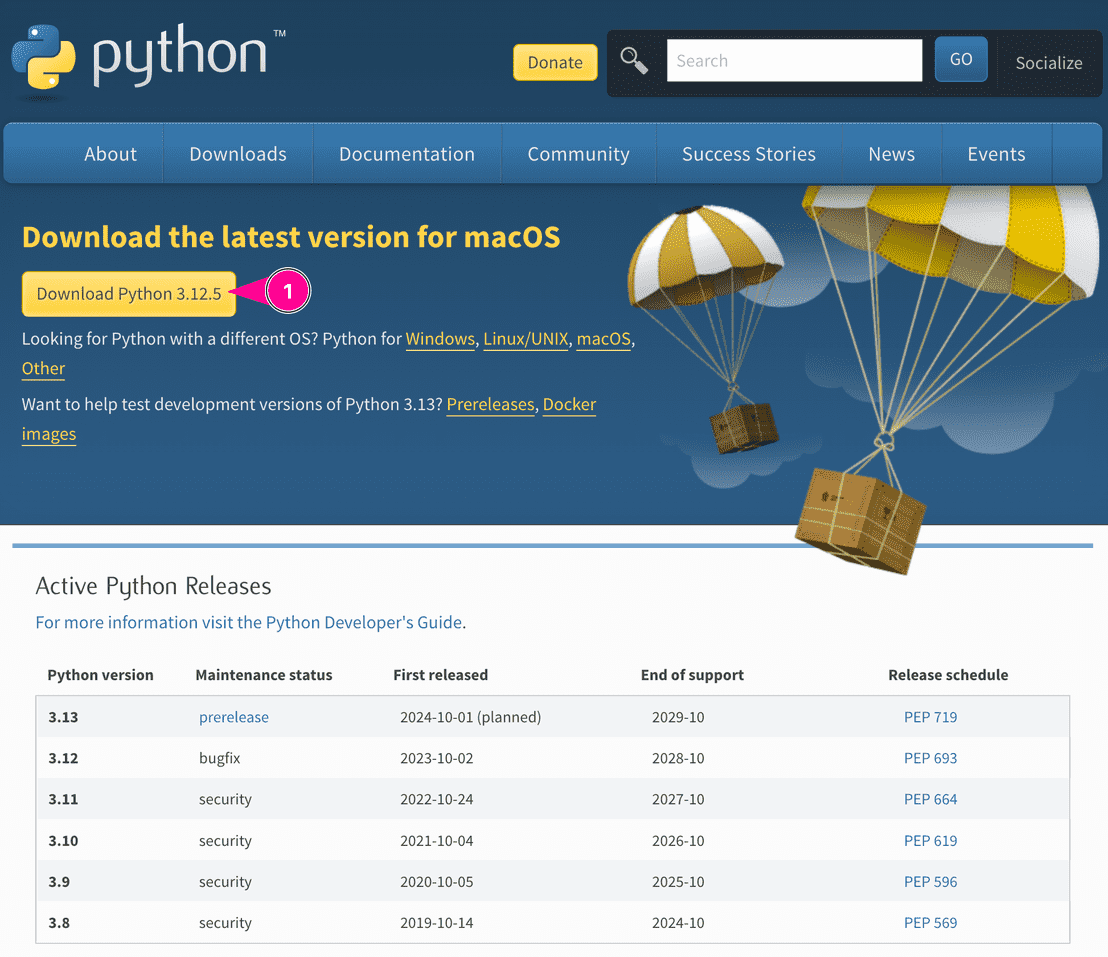 python™
Donate
Search
GO
Socialize
About
Downloads
Documentation
Community
Success Stories
News
Events
Download the latest version for macOS
Download Python 3.12.5
1
Looking for Python with a different OS? Python for Windows, Linux/UNIX, macOS,
Other
Want to help test development versions of Python 3.13? Prereleases, Docker
images
Active Python Releases
For more information visit the Python Developer's Guide.
Python version Maintenance status First released End of support Release schedule
3.13 prerelease 2024-10-01 (planned) 2029-10 PEP 719
3.12 bugfix 2023-10-02 2028-10 PEP 693
3.11 security 2022-10-24 2027-10 PEP 664
3.10 security 2021-10-04 2026-10 PEP 619
3.9 security 2020-10-05 2025-10 PEP 596
3.8 security 2019-10-14 2024-10 PEP 569